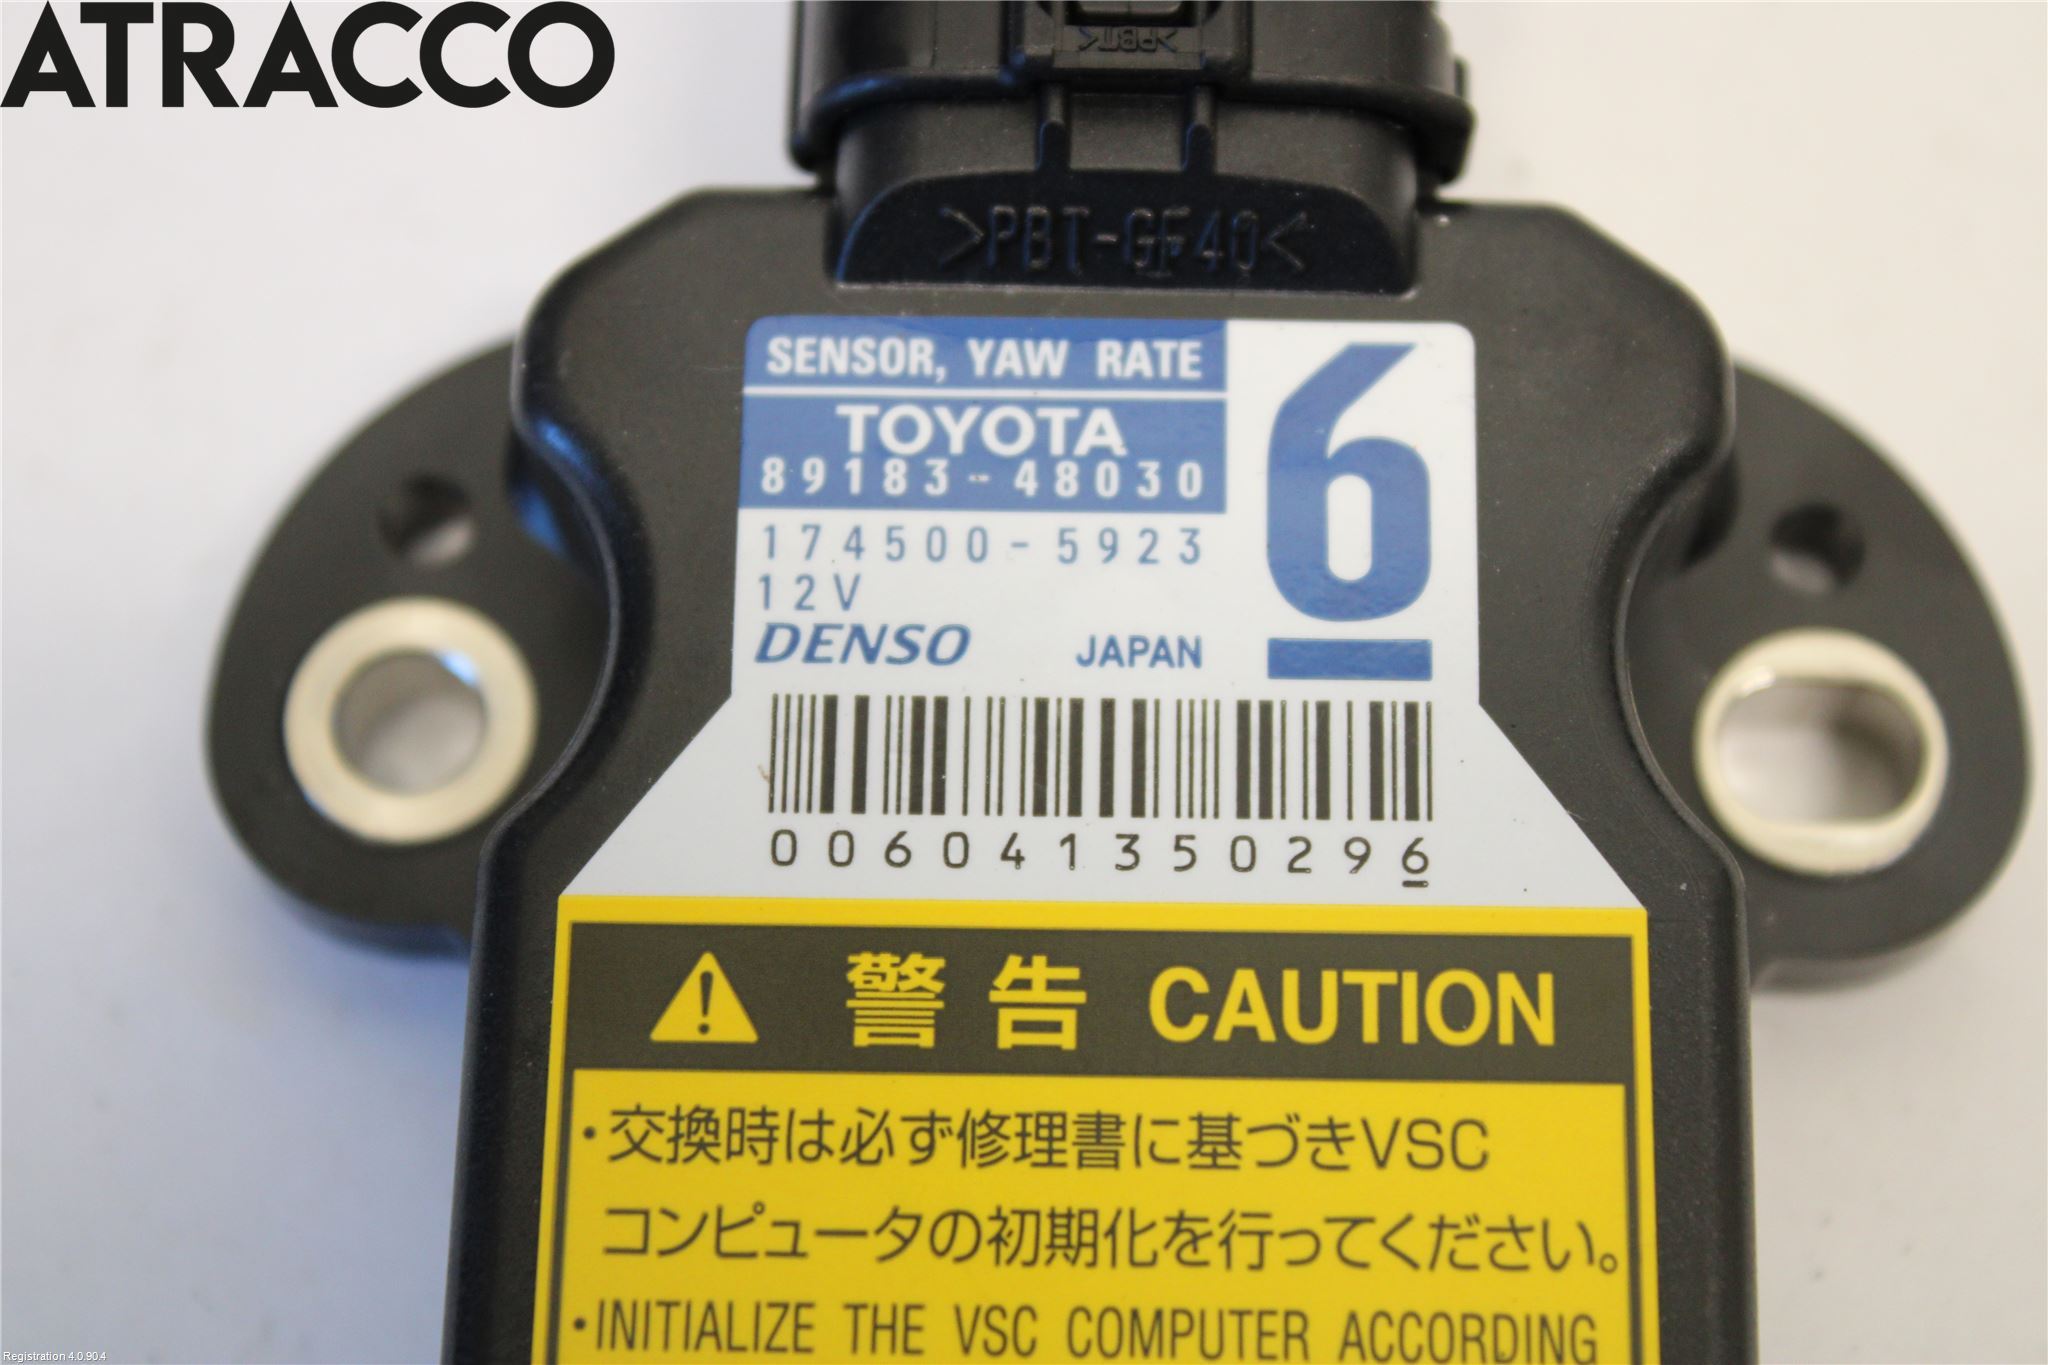 ATRACCO
>PBT<
>PBT-GF40<
SENSOR, YAW RATE
6
TOYOTA
89183-48030
174500-5923
12V
DENSO JAPAN
006041350296
警告 CAUTION
・交換時は必ず修理書に基づきVSC
コンピュータの初期化を行ってください。
・INITIALIZE THE VSC COMPUTER ACCORDING
Registration 4.0.90.4